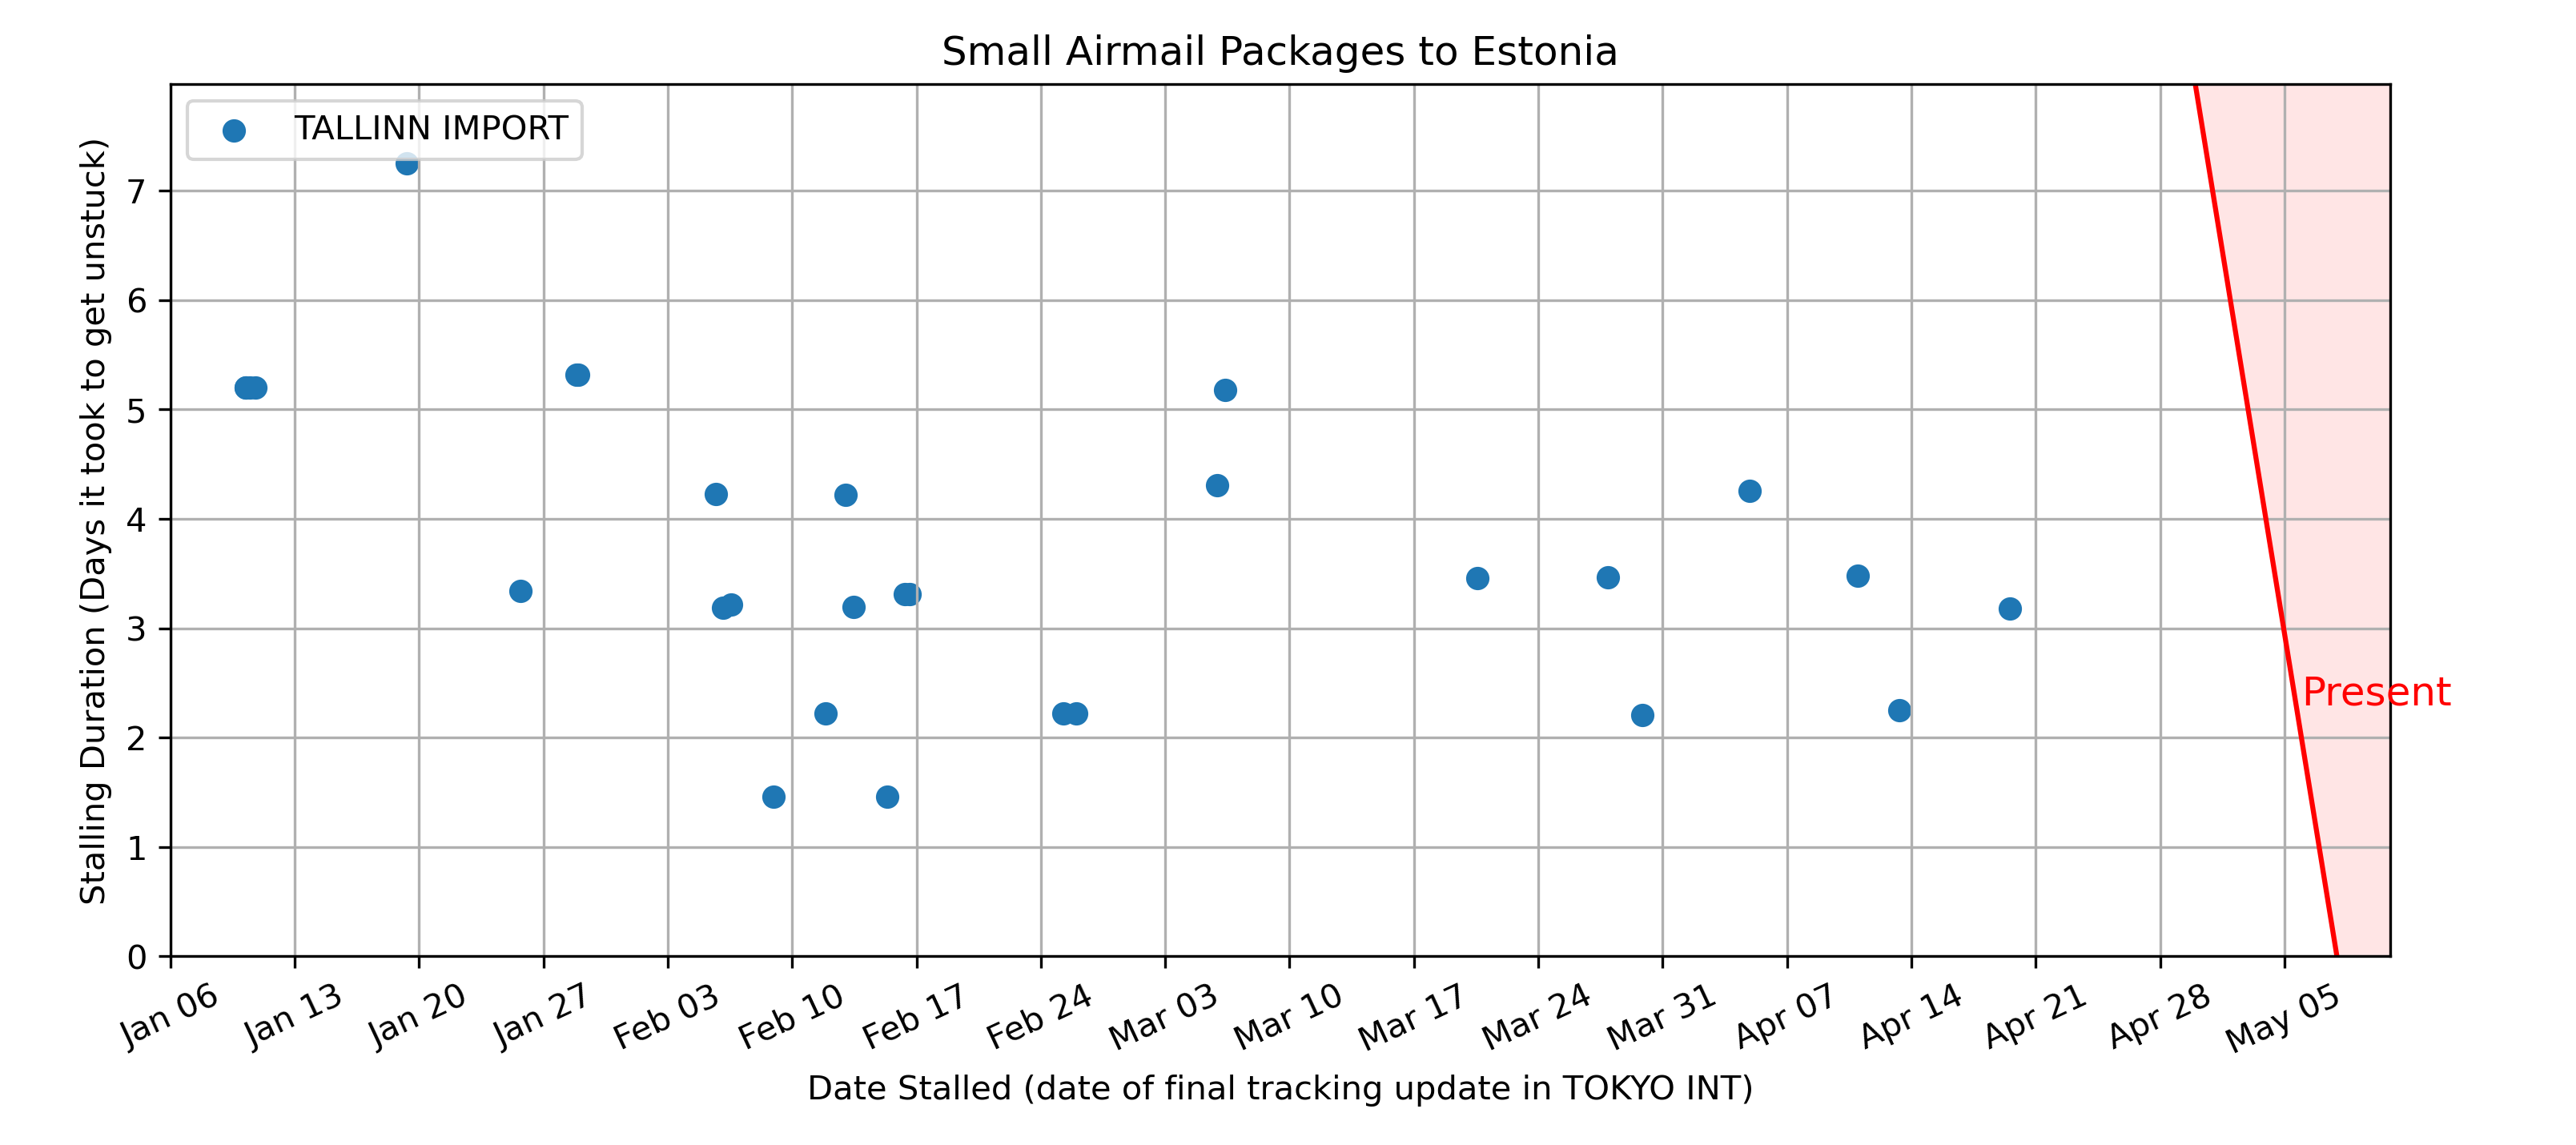 Small Airmail Packages to Estonia
TALLINN IMPORT
Stalling Duration (Days it took to get unstuck)
7
6
5
4
3
2
1
0
Present
Jan 06
Jan 13
Jan 20
Jan 27
Feb 03
Feb 10
Feb 17
Feb 24
Mar 03
Mar 10
Mar 17
Mar 24
Mar 31
Apr 07
Apr 14
Apr 21
Apr 28
May 05
Date Stalled (date of final tracking update in TOKYO INT)